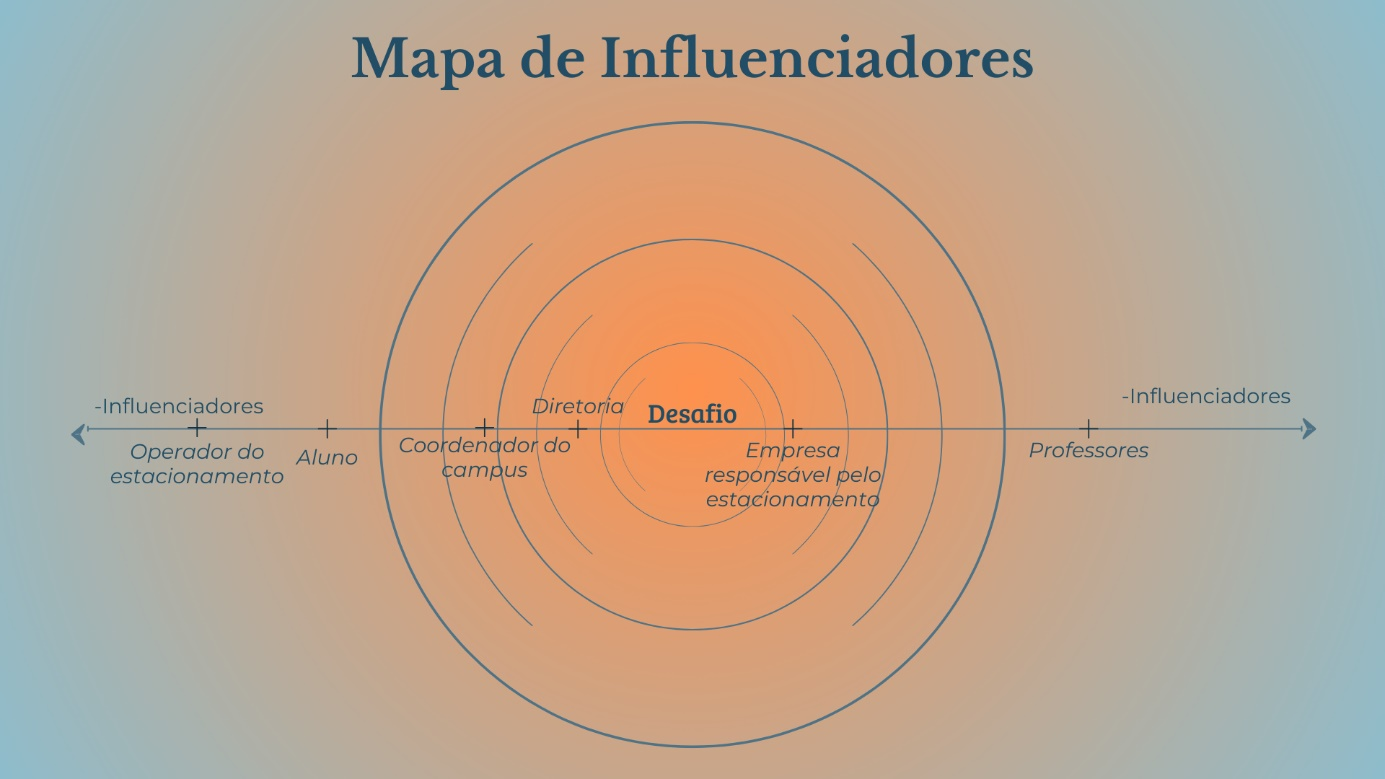 Mapa de Influenciadores
-Influenciadores
-Influenciadores
Diretoria
Desafio
Operador do
estacionamento
Aluno
Coordenador do
campus
Empresa
responsável pelo
estacionamento
Professores